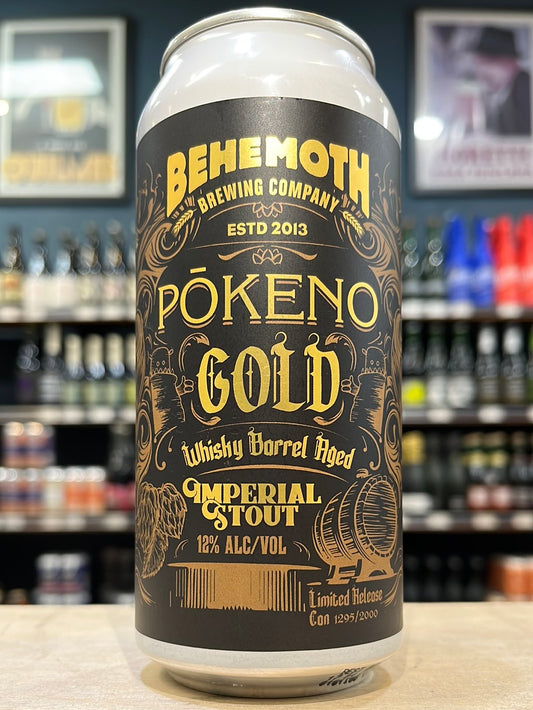 BEHEMOTH
BREWING COMPANY
ESTD 2013
PŌKENO
GOLD
Whisky Barrel Aged
IMPERIAL
STOUT
12% ALC/VOL
Limited Release
Can 1295/2000